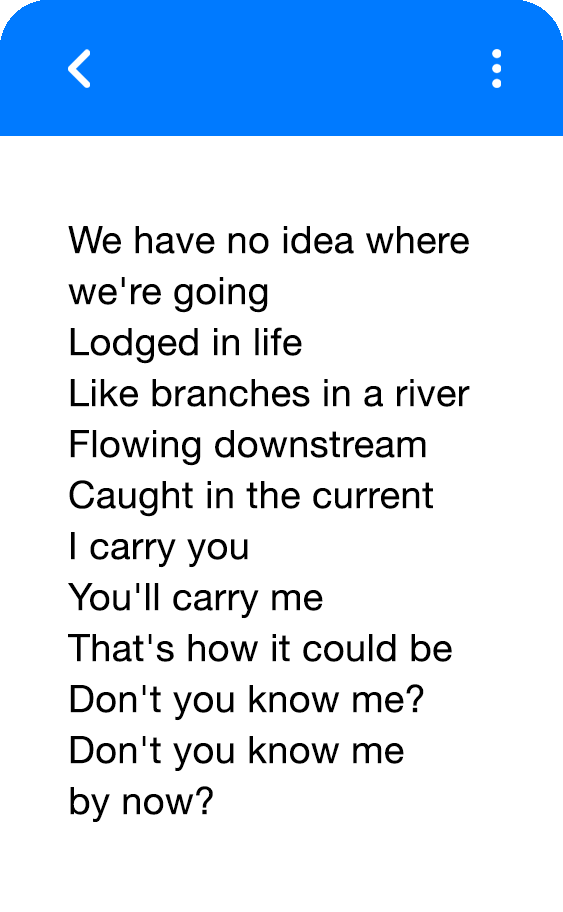 We have no idea where
we're going
Lodged in life
Like branches in a river
Flowing downstream
Caught in the current
I carry you
You'll carry me
That's how it could be
Don't you know me?
Don't you know me
by now?